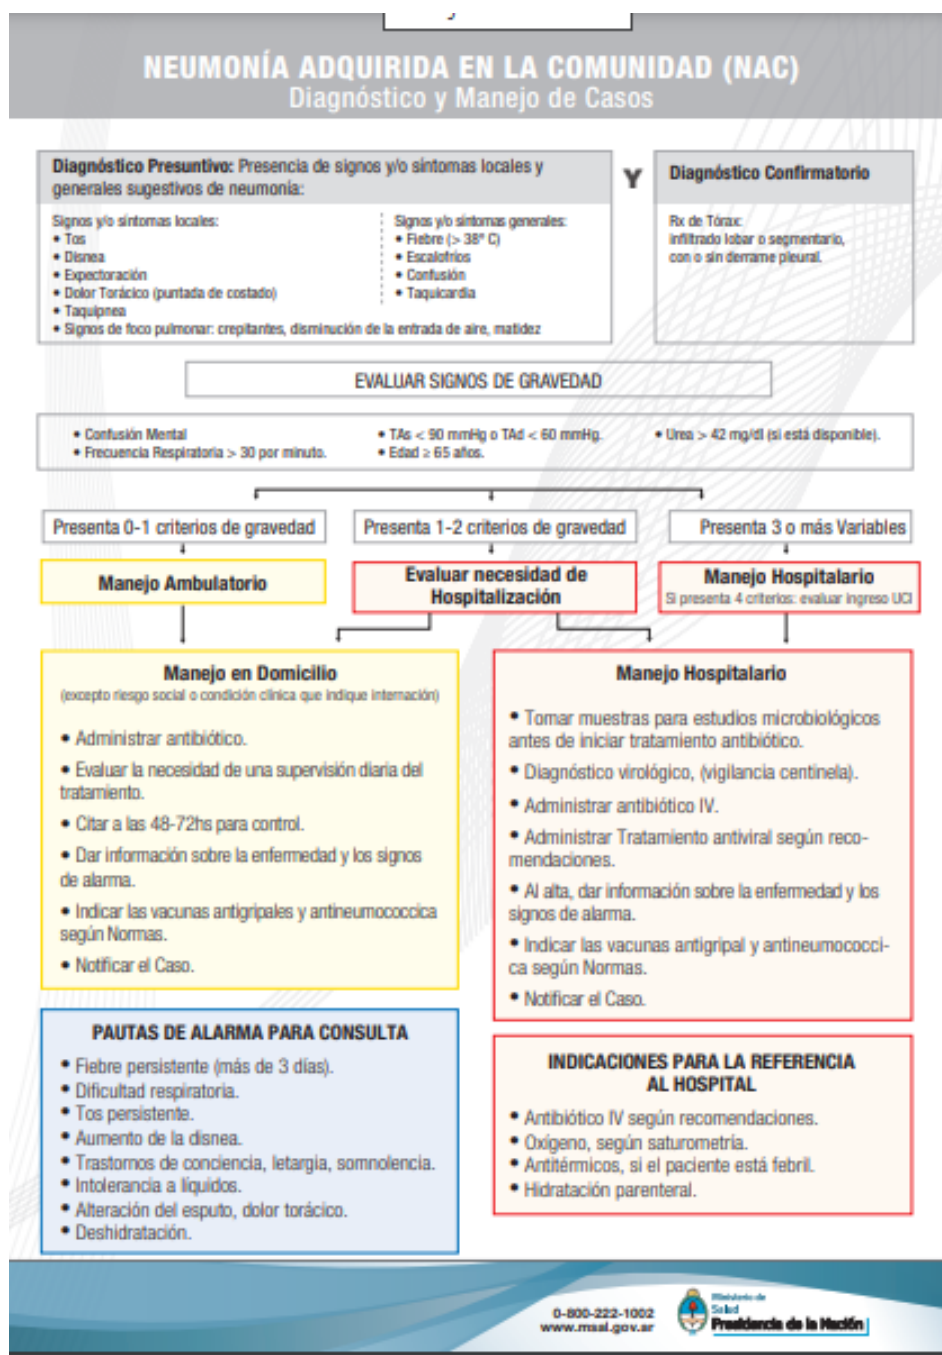 NEUMONÍA ADQUIRIDA EN LA COMUNIDAD (NAC)
Diagnóstico y Manejo de Casos
Diagnóstico Presuntivo: Presencia de signos y/o síntomas locales y
generales sugestivos de neumonía:
Signos y/o síntomas locales:
• Tos
• Disnea
• Expectoración
• Dolor Torácico (puntada de costado)
• Taquipnea
• Signos de foco pulmonar: crepitantes, disminución de la entrada de aire, matidez
Signos y/o síntomas generales:
• Fiebre (> 38° C)
• Escalofríos
• Confusión
• Taquicardia
Y
Diagnóstico Confirmatorio
Rx de Tórax:
infiltrado lobar o segmentario,
con o sin derrame pleural.
EVALUAR SIGNOS DE GRAVEDAD
• Confusión Mental
• Frecuencia Respiratoria > 30 por minuto.
• TAs < 90 mmHg o TAd < 60 mmHg.
• Edad ≥ 65 años.
• Urea > 42 mg/dl (si está disponible).
Presenta 0-1 criterios de gravedad
Presenta 1-2 criterios de gravedad
Presenta 3 o más Variables
Manejo Ambulatorio
Evaluar necesidad de
Hospitalización
Manejo Hospitalario
Si presenta 4 criterios: evaluar ingreso UCI
Manejo en Domicilio
(excepto riesgo social o condición clínica que indique internación)
• Administrar antibiótico.
• Evaluar la necesidad de una supervisión diaria del
tratamiento.
• Citar a las 48-72hs para control.
• Dar información sobre la enfermedad y los signos
de alarma.
• Indicar las vacunas antigripales y antineumococcica
según Normas.
• Notificar el Caso.
Manejo Hospitalario
• Tomar muestras para estudios microbiológicos
antes de iniciar tratamiento antibiótico.
• Diagnóstico virológico, (vigilancia centinela).
• Administrar antibiótico IV.
• Administrar Tratamiento antiviral según reco-
mendaciones.
• Al alta, dar información sobre la enfermedad y los
signos de alarma.
• Indicar las vacunas antigripal y antineumococci-
ca según Normas.
• Notificar el Caso.
PAUTAS DE ALARMA PARA CONSULTA
• Fiebre persistente (más de 3 días).
• Dificultad respiratoria.
• Tos persistente.
• Aumento de la disnea.
• Trastornos de conciencia, letargia, somnolencia.
• Intolerancia a líquidos.
• Alteración del esputo, dolor torácico.
• Deshidratación.
INDICACIONES PARA LA REFERENCIA
AL HOSPITAL
• Antibiótico IV según recomendaciones.
• Oxígeno, según saturometría.
• Antitérmicos, si el paciente está febril.
• Hidratación parenteral.
0-800-222-1002
www.msal.gov.ar
Ministerio de
Salud
Presidencia de la Nación